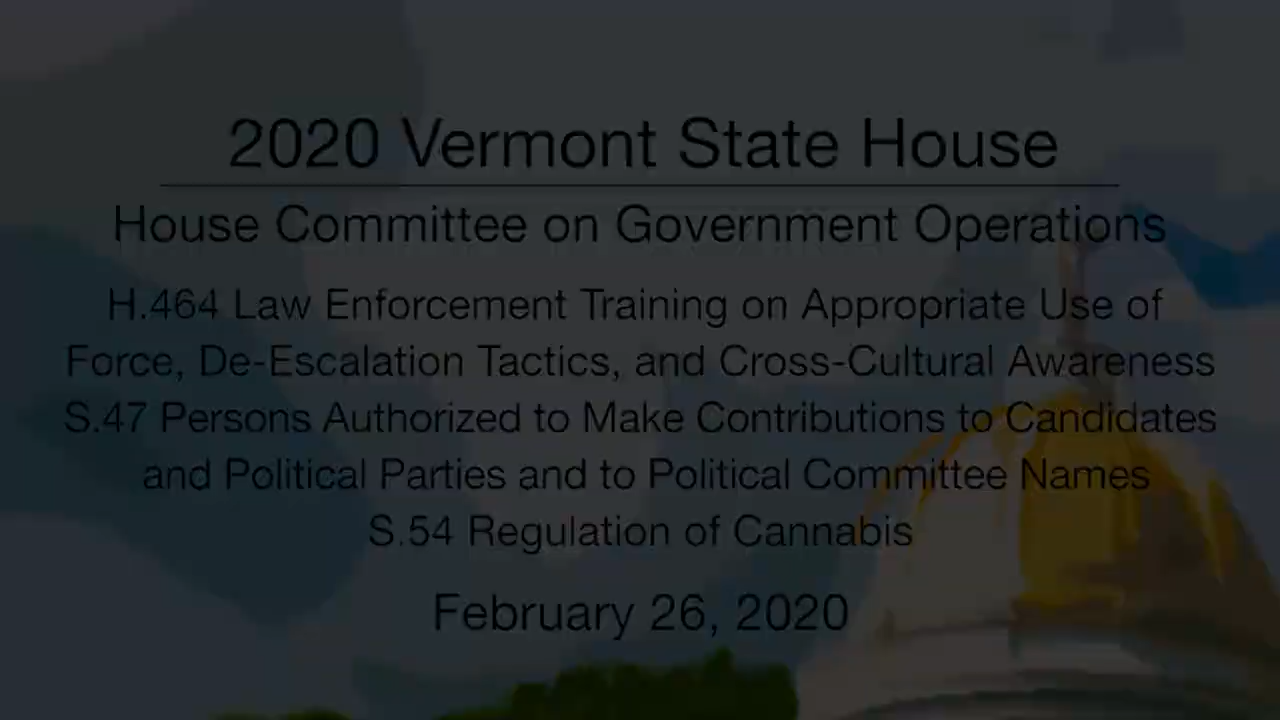 2020 Vermont State House
House Committee on Government Operations
H.464 Law Enforcement Training on Appropriate Use of
Force, De-Escalation Tactics, and Cross-Cultural Awareness
S.47 Persons Authorized to Make Contributions to Candidates
and Political Parties and to Political Committee Names
S.54 Regulation of Cannabis
February 26, 2020